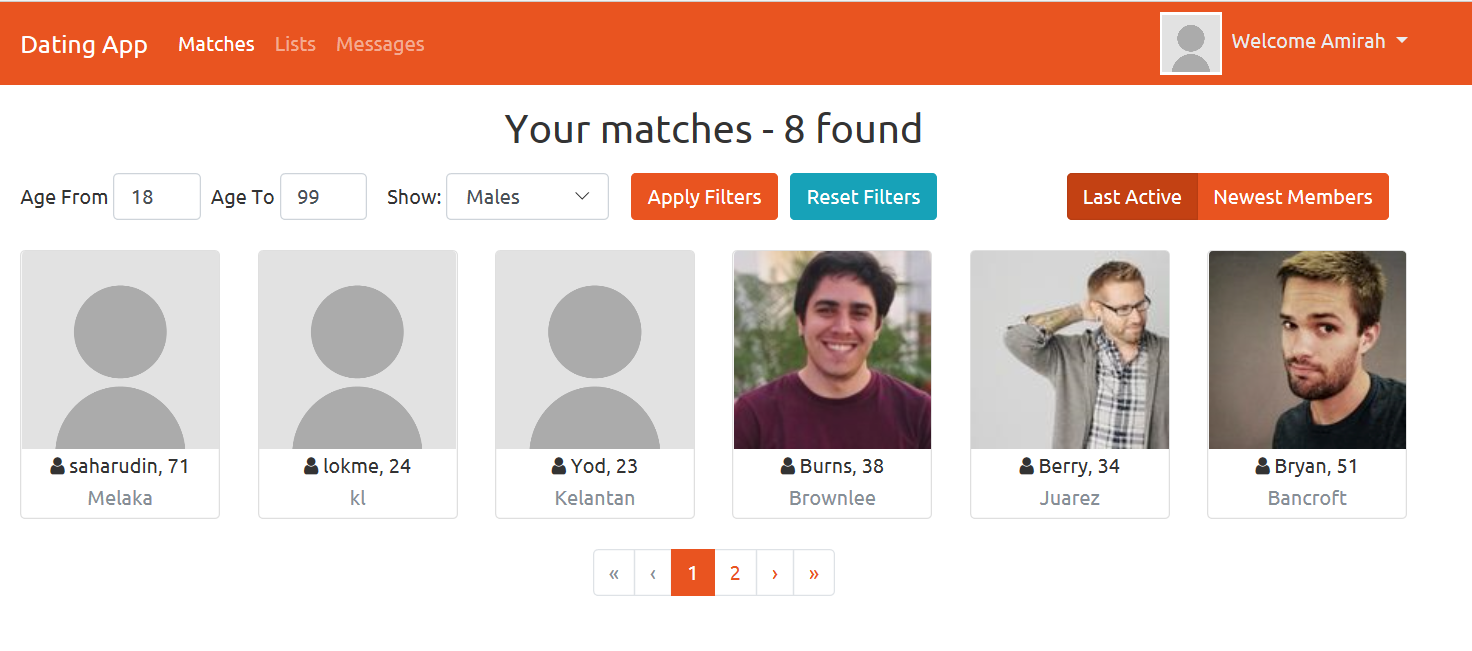 Dating App Matches Lists Messages Welcome Amirah
Your matches - 8 found
Age From 18 Age To 99 Show: Males Apply Filters Reset Filters Last Active Newest Members
saharudin, 71
Melaka
lokme, 24
kl
Yod, 23
Kelantan
Burns, 38
Brownlee
Berry, 34
Juarez
Bryan, 51
Bancroft
« ‹ 1 2 › »